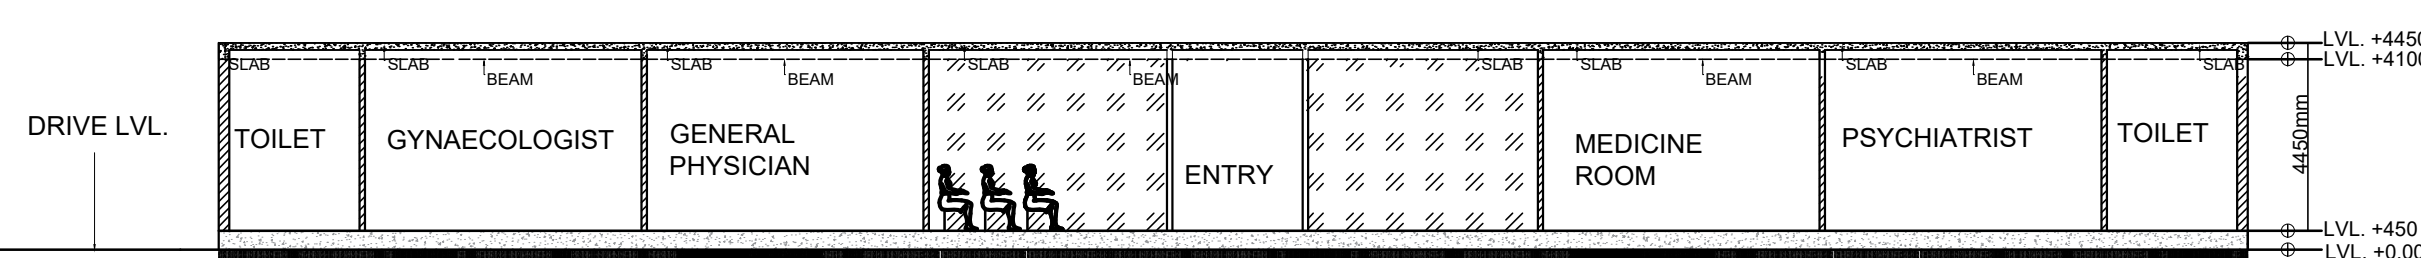 LVL. +4450
SLAB SLAB SLAB SLAB SLAB SLAB SLAB SLAB LVL. +4100
BEAM BEAM BEAM BEAM BEAM
DRIVE LVL.
TOILET
GYNAECOLOGIST
GENERAL
PHYSICIAN
ENTRY
MEDICINE
ROOM
PSYCHIATRIST
TOILET
4450mm
LVL. +450
LVL. +0.00